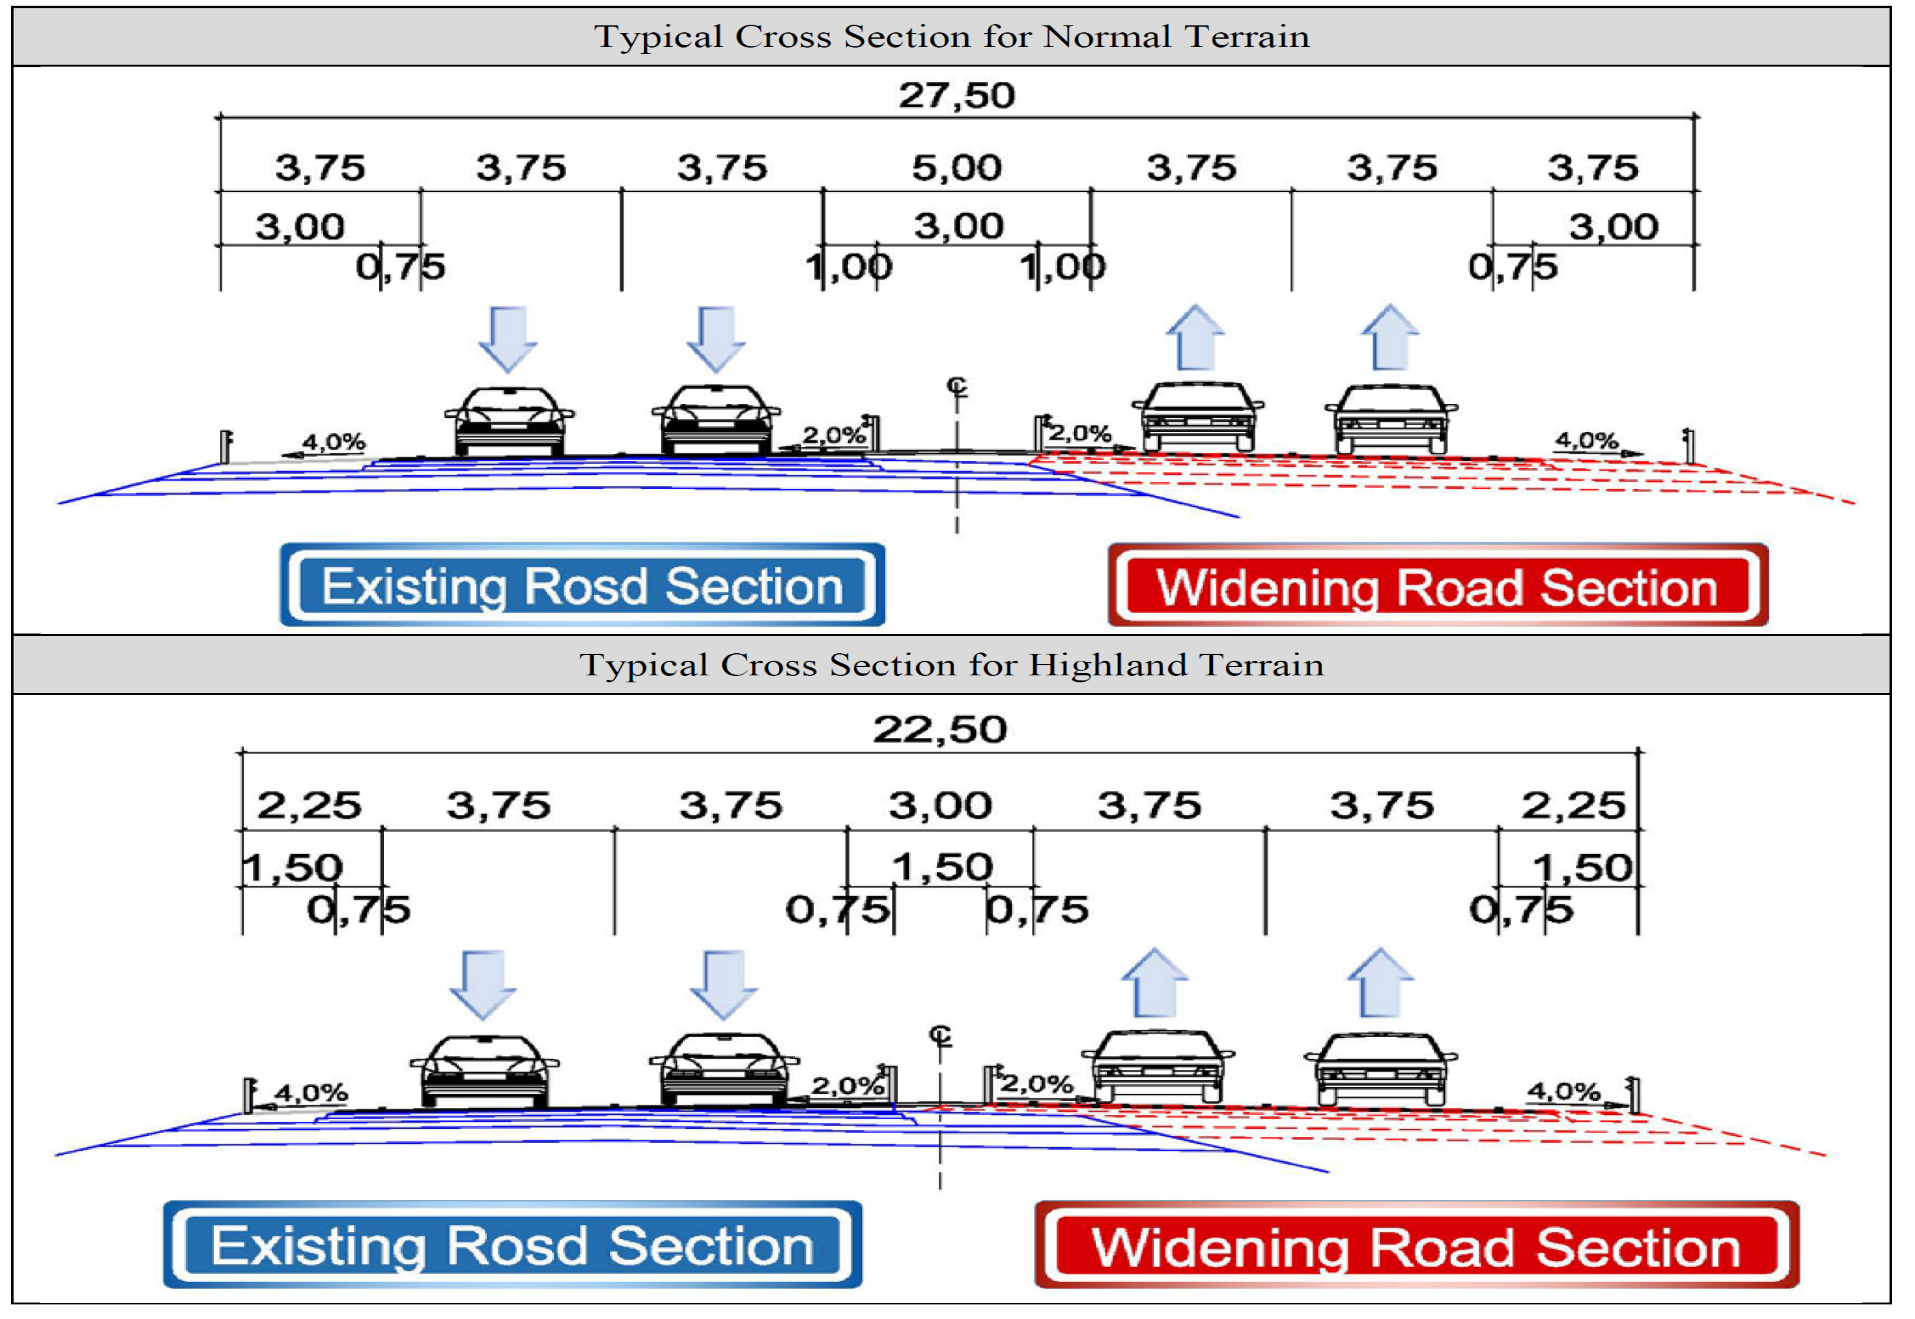 Typical Cross Section for Normal Terrain
27,50
3,75 3,75 3,75 5,00 3,75 3,75 3,75
3,00 3,00 3,00
0,75 1,00 1,00 0,75
℄
4,0% 2,0% 2,0% 4,0%
Existing Rosd Section Widening Road Section
Typical Cross Section for Highland Terrain
22,50
2,25 3,75 3,75 3,00 3,75 3,75 2,25
1,50 1,50 1,50
0,75 0,75 0,75 0,75
℄
4,0% 2,0% 2,0% 4,0%
Existing Rosd Section Widening Road Section